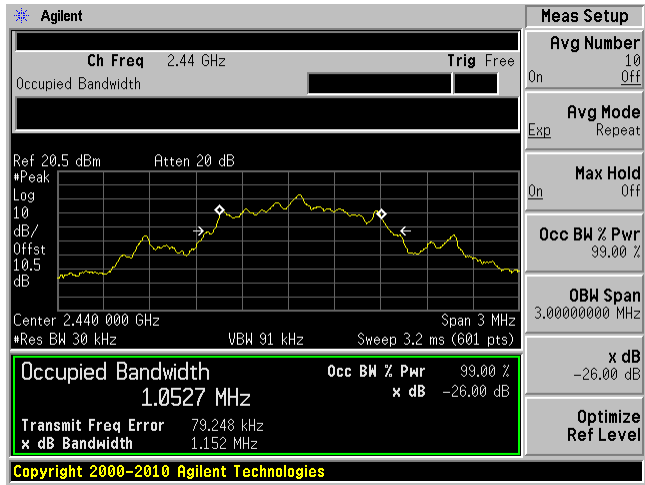 Agilent
Meas Setup
Ch Freq 2.44 GHz Trig Free
Occupied Bandwidth
Ref 20.5 dBm Atten 20 dB
#Peak
Log
10
dB/
Offst
10.5
dB
Center 2.440 000 GHz Span 3 MHz
#Res BW 30 kHz VBW 91 kHz Sweep 3.2 ms (601 pts)
Occupied Bandwidth Occ BW % Pwr 99.00 %
1.0527 MHz x dB -26.00 dB
Transmit Freq Error 79.248 kHz
x dB Bandwidth 1.152 MHz
Copyright 2000-2010 Agilent Technologies
Avg Number
10
On Off
Avg Mode
Exp Repeat
Max Hold
On Off
Occ BW % Pwr
99.00 %
OBW Span
3.00000000 MHz
x dB
-26.00 dB
Optimize
Ref Level